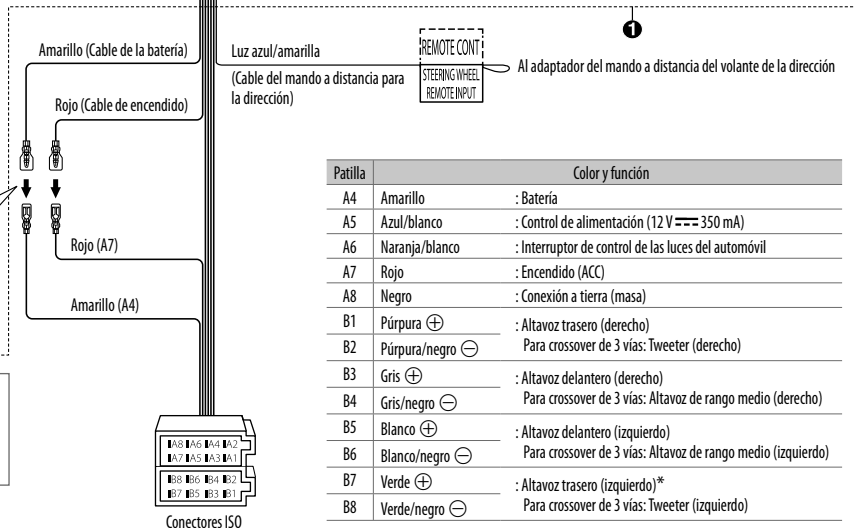 ❶
Amarillo (Cable de la batería)
Rojo (Cable de encendido)
Luz azul/amarilla
(Cable del mando a distancia para
la dirección)
REMOTE CONT
STEERING WHEEL
REMOTE INPUT
Al adaptador del mando a distancia del volante de la dirección
Rojo (A7)
Amarillo (A4)
A8 A6 A4 A2
A7 A5 A3 A1
B8 B6 B4 B2
B7 B5 B3 B1
Conectores ISO
Patilla Color y función
A4 Amarillo : Batería
A5 Azul/blanco : Control de alimentación (12 V ⎓ 350 mA)
A6 Naranja/blanco : Interruptor de control de las luces del automóvil
A7 Rojo : Encendido (ACC)
A8 Negro : Conexión a tierra (masa)
B1 Púrpura ⊕ : Altavoz trasero (derecho)
B2 Púrpura/negro ⊖ Para crossover de 3 vías: Tweeter (derecho)
B3 Gris ⊕ : Altavoz delantero (derecho)
B4 Gris/negro ⊖ Para crossover de 3 vías: Altavoz de rango medio (derecho)
B5 Blanco ⊕ : Altavoz delantero (izquierdo)
B6 Blanco/negro ⊖ Para crossover de 3 vías: Altavoz de rango medio (izquierdo)
B7 Verde ⊕ : Altavoz trasero (izquierdo)*
B8 Verde/negro ⊖ Para crossover de 3 vías: Tweeter (izquierdo)